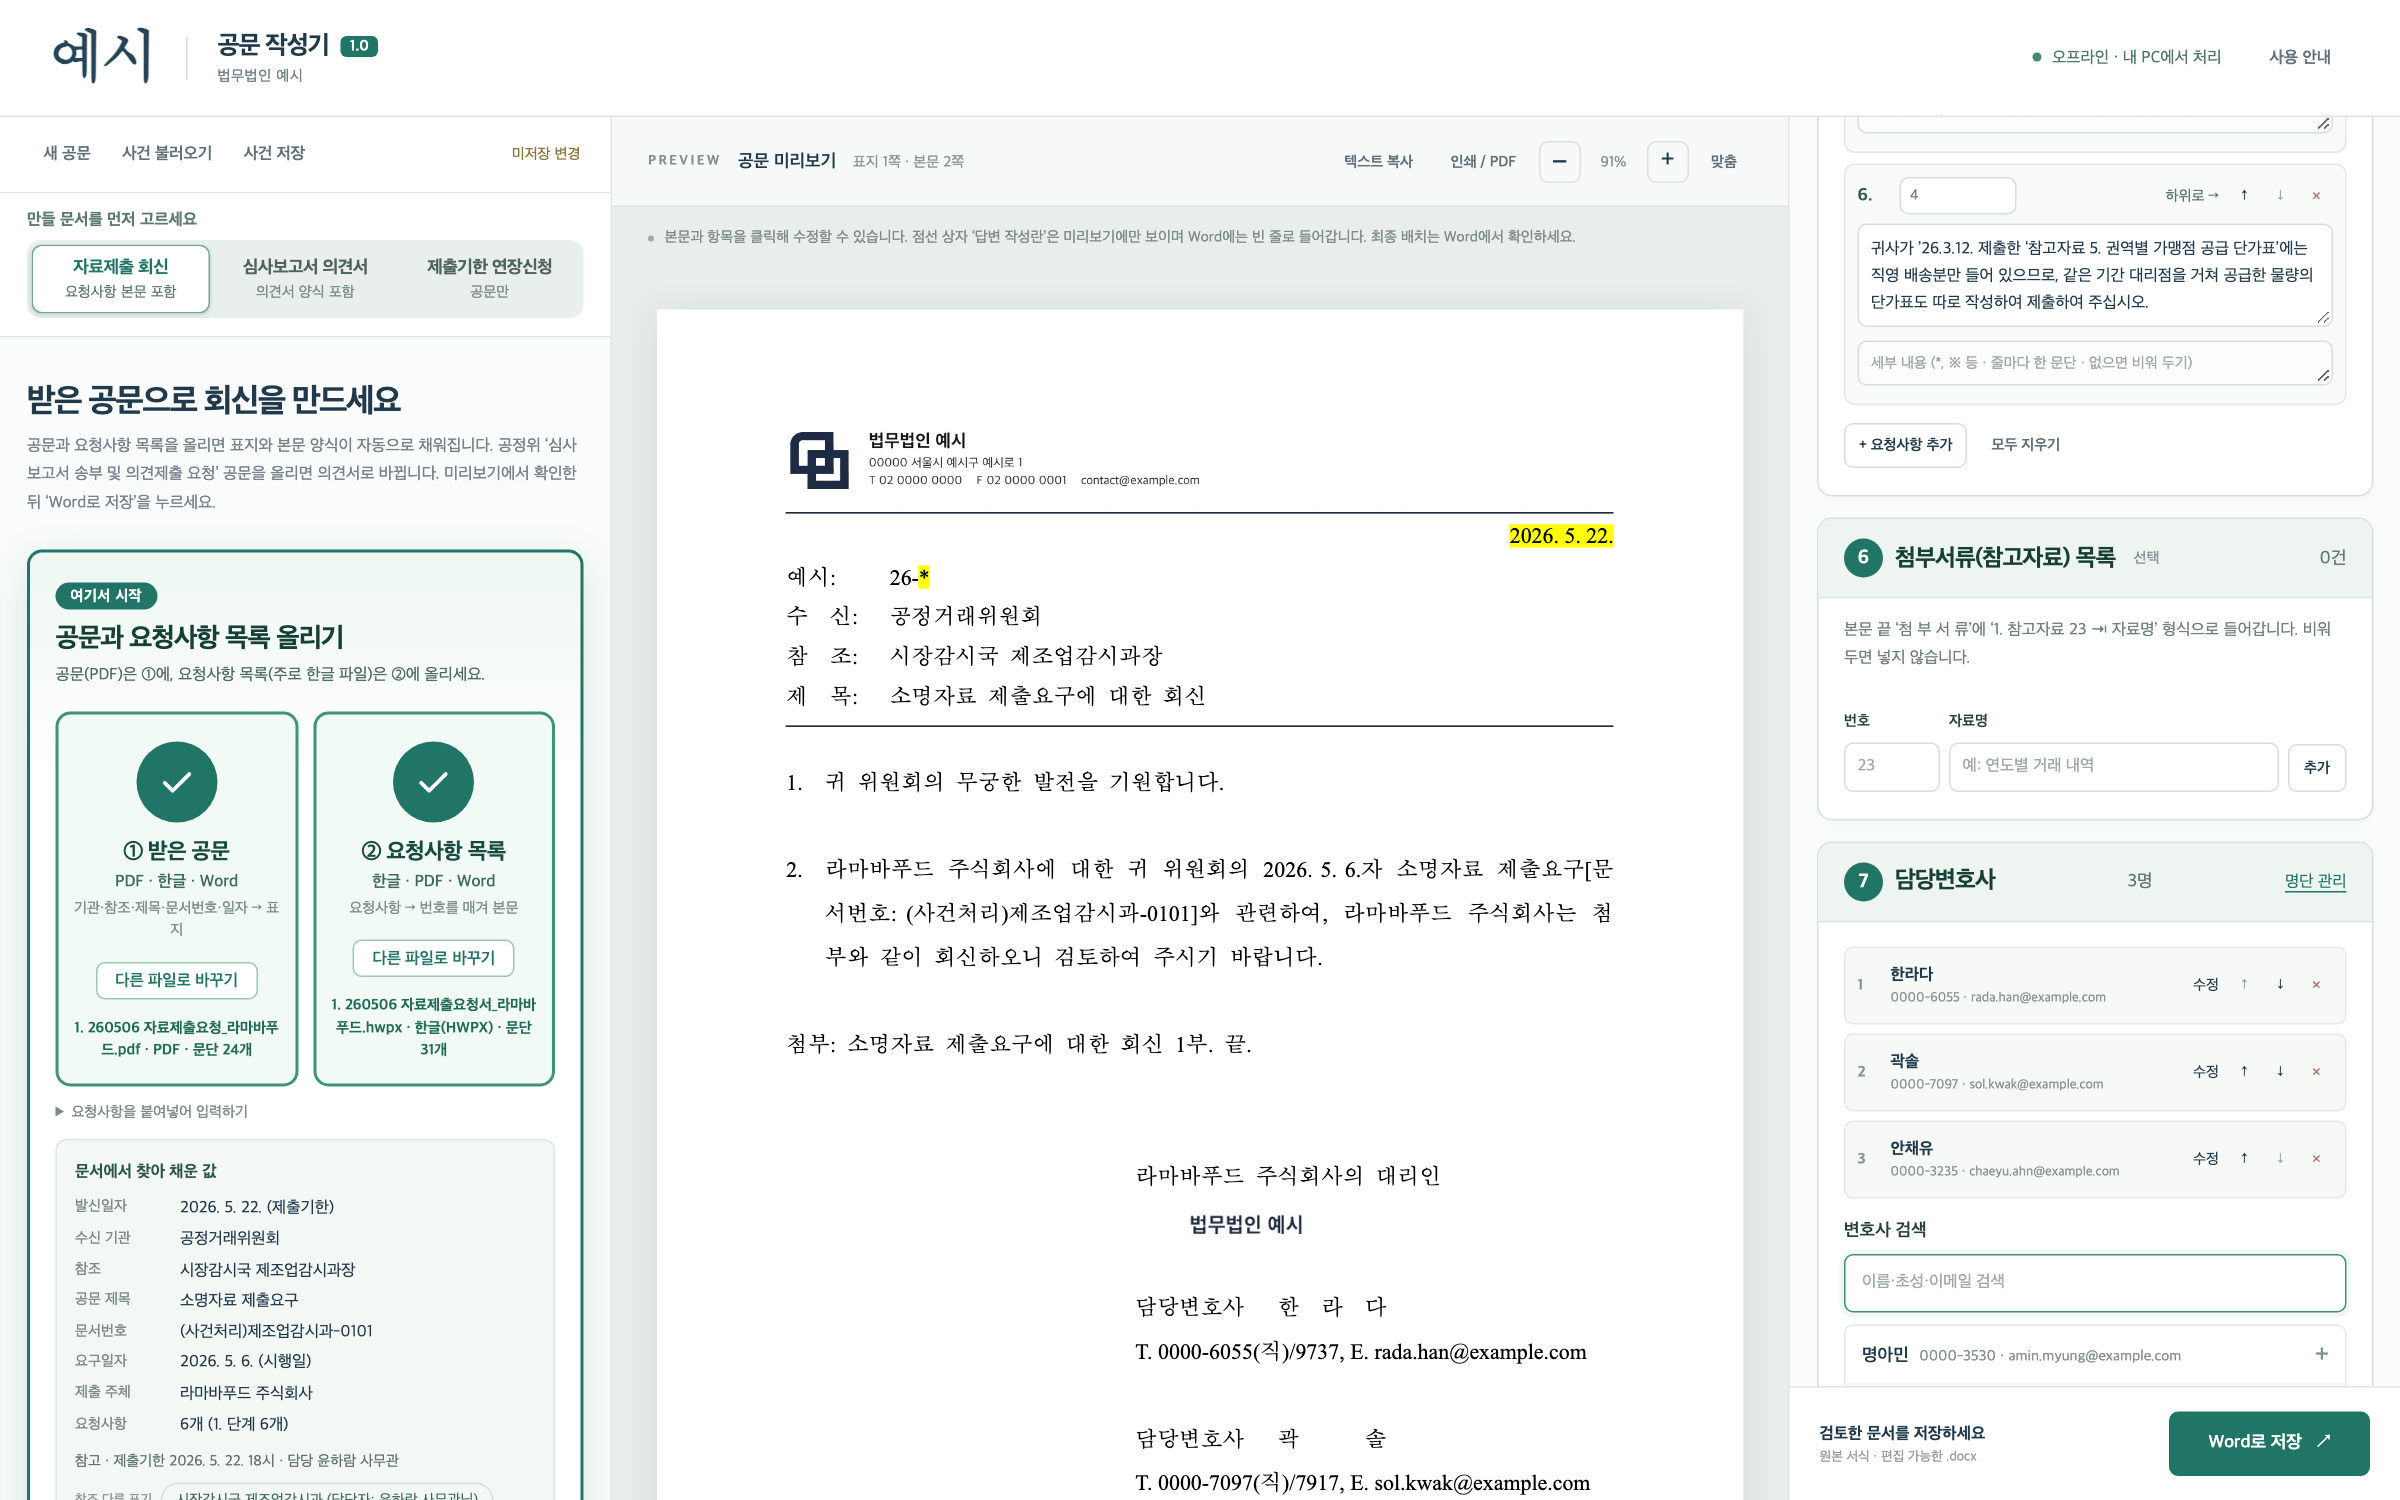 예시
공문 작성기 1.0
법무법인 예시
오프라인 · 내 PC에서 처리
사용 안내
새 공문
사건 불러오기
사건 저장
미저장 변경
만들 문서를 먼저 고르세요
자료제출 회신
요청사항 본문 포함
심사보고서 의견서
의견서 양식 포함
제출기한 연장신청
공문만
받은 공문으로 회신을 만드세요
공문과 요청사항 목록을 올리면 표지와 본문 양식이 자동으로 채워집니다. 공정위 ‘심사
보고서 송부 및 의견제출 요청’ 공문을 올리면 의견서로 바뀝니다. 미리보기에서 확인한
뒤 ‘Word로 저장’을 누르세요.
여기서 시작
공문과 요청사항 목록 올리기
공문(PDF)은 ①에, 요청사항 목록(주로 한글 파일)은 ②에 올리세요.
① 받은 공문
PDF · 한글 · Word
기관·참조·제목·문서번호·일자 → 표
지
다른 파일로 바꾸기
1. 260506 자료제출요청_라마바푸
드.pdf · PDF · 문단 24개
② 요청사항 목록
한글 · PDF · Word
요청사항 → 번호를 매겨 본문
다른 파일로 바꾸기
1. 260506 자료제출요청서_라마바
푸드.hwpx · 한글(HWPX) · 문단
31개
▶ 요청사항을 붙여넣어 입력하기
문서에서 찾아 채운 값
발신일자 2026. 5. 22. (제출기한)
수신 기관 공정거래위원회
참조 시장감시국 제조업감시과장
공문 제목 소명자료 제출요구
문서번호 (사건처리)제조업감시과-0101
요구일자 2026. 5. 6. (시행일)
제출 주체 라마바푸드 주식회사
요청사항 6개 (1. 단계 6개)
참고 · 제출기한 2026. 5. 22. 18시 · 담당 윤하람 사무관
참조 다른 표기 시장감시국 제조업감시과 (담당자: 윤하람 사무관님)
PREVIEW 공문 미리보기 표지 1쪽 · 본문 2쪽
텍스트 복사
인쇄 / PDF
− 91% +
맞춤
본문과 항목을 클릭해 수정할 수 있습니다. 점선 상자 ‘답변 작성란’은 미리보기에만 보이며 Word에는 빈 줄로 들어갑니다. 최종 배치는 Word에서 확인하세요.
법무법인 예시
00000 서울시 예시구 예시로 1
T 02 0000 0000 F 02 0000 0001 contact@example.com
2026. 5. 22.
예시: 26-*
수 신: 공정거래위원회
참 조: 시장감시국 제조업감시과장
제 목: 소명자료 제출요구에 대한 회신
1. 귀 위원회의 무궁한 발전을 기원합니다.
2. 라마바푸드 주식회사에 대한 귀 위원회의 2026. 5. 6.자 소명자료 제출요구[문
서번호: (사건처리)제조업감시과-0101]와 관련하여, 라마바푸드 주식회사는 첨
부와 같이 회신하오니 검토하여 주시기 바랍니다.
첨부: 소명자료 제출요구에 대한 회신 1부. 끝.
라마바푸드 주식회사의 대리인
법무법인 예시
담당변호사 한 라 다
T. 0000-6055(직)/9737, E. rada.han@example.com
담당변호사 곽 솔
T. 0000-7097(직)/7917, E. sol.kwak@example.com
6. 4 하위로 → ↑ ↓ ×
귀사가 ’26.3.12. 제출한 ‘참고자료 5. 권역별 가맹점 공급 단가표’에는
직영 배송분만 들어 있으므로, 같은 기간 대리점을 거쳐 공급한 물량의
단가표도 따로 작성하여 제출하여 주십시오.
세부 내용 (*, ※ 등 · 줄마다 한 문단 · 없으면 비워 두기)
+ 요청사항 추가
모두 지우기
6 첨부서류(참고자료) 목록 선택 0건
본문 끝 ‘첨 부 서 류’에 ‘1. 참고자료 23 ⇥ 자료명’ 형식으로 들어갑니다. 비워
두면 넣지 않습니다.
번호 자료명
23 예: 연도별 거래 내역 추가
7 담당변호사 3명 명단 관리
1 한라다 수정 ↑ ↓ ×
0000-6055 · rada.han@example.com
2 곽솔 수정 ↑ ↓ ×
0000-7097 · sol.kwak@example.com
3 안채유 수정 ↑ ↓ ×
0000-3235 · chaeyu.ahn@example.com
변호사 검색
이름·초성·이메일 검색
명아민 0000-3530 · amin.myung@example.com +
검토한 문서를 저장하세요
원본 서식 · 편집 가능한 .docx
Word로 저장 ↗